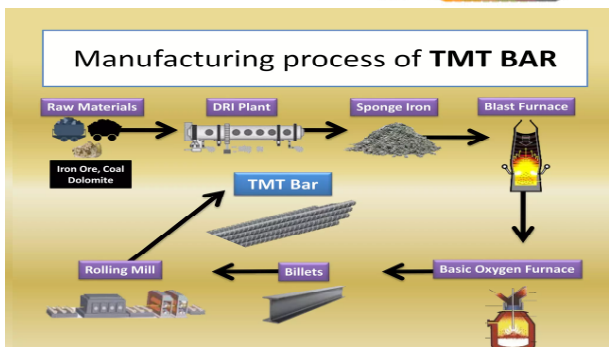 Manufacturing process of TMT BAR
Raw Materials
DRI Plant
Sponge Iron
Blast Furnace
Iron Ore, Coal
Dolomite
TMT Bar
Rolling Mill
Billets
Basic Oxygen Furnace